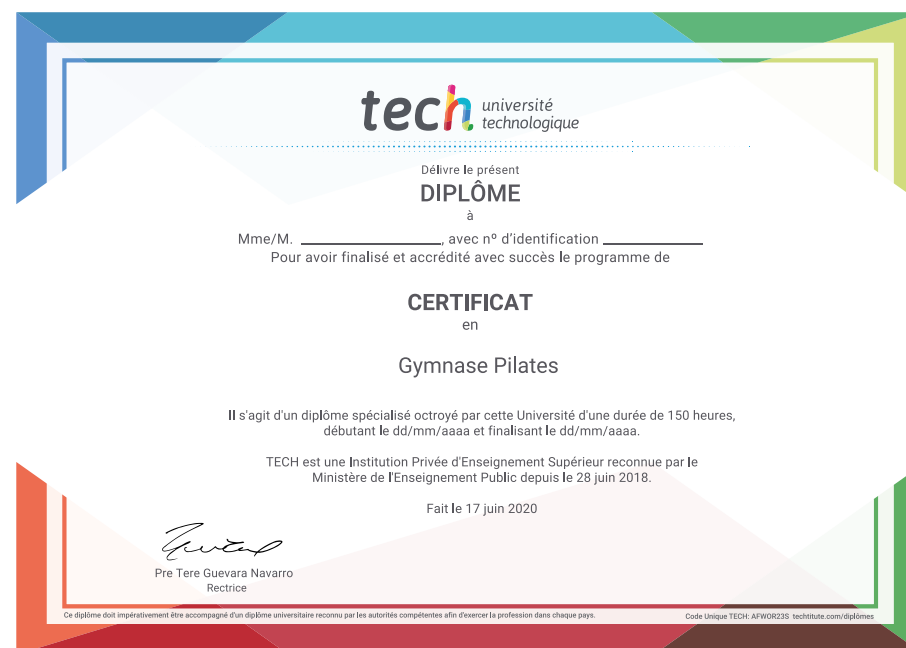 tech université
technologique
Délivre le présent
DIPLÔME
à
Mme/M. ____________________, avec nº d'identification ______________
Pour avoir finalisé et accrédité avec succès le programme de
CERTIFICAT
en
Gymnase Pilates
Il s'agit d'un diplôme spécialisé octroyé par cette Université d'une durée de 150 heures,
débutant le dd/mm/aaaa et finalisant le dd/mm/aaaa.
TECH est une Institution Privée d'Enseignement Supérieur reconnue par le
Ministère de l'Enseignement Public depuis le 28 juin 2018.
Fait le 17 juin 2020
Pre Tere Guevara Navarro
Rectrice
Ce diplôme doit impérativement être accompagné d'un diplôme universitaire reconnu par les autorités compétentes afin d'exercer la profession dans chaque pays.
Code Unique TECH: AFWOR23S techtitute.com/diplômes